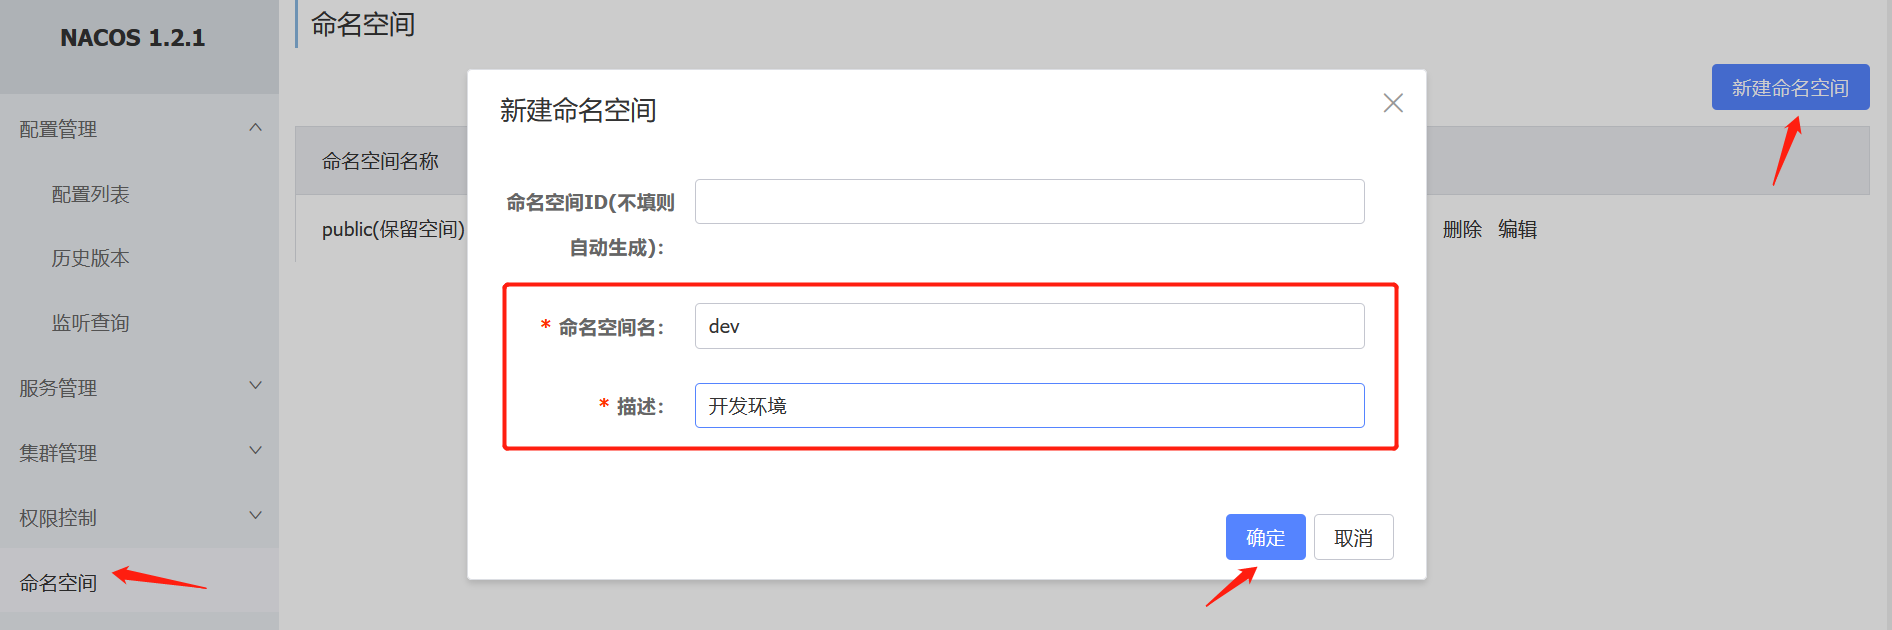 NACOS 1.2.1
配置管理
配置列表
历史版本
监听查询
服务管理
集群管理
权限控制
命名空间
命名空间
新建命名空间
命名空间名称
public(保留空间)
删除 编辑
新建命名空间
命名空间ID(不填则
自动生成):
* 命名空间名: dev
* 描述: 开发环境
确定 取消